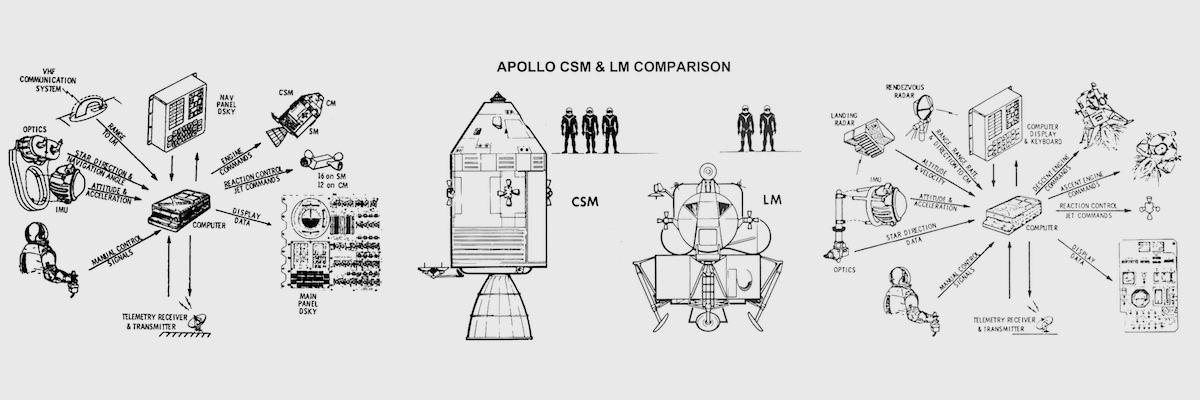 APOLLO CSM & LM COMPARISON
VHF
COMMUNICATION
SYSTEM
NAV
PANEL
DSKY
CSM
CM
SM
OPTICS
RANGE
TO LM
STAR DIRECTION &
NAVIGATION ANGLE
ATTITUDE &
ACCELERATION
IMU
ENGINE
COMMANDS
REACTION CONTROL
JET COMMANDS
16 on SM
12 on CM
DISPLAY
DATA
COMPUTER
MANUAL CONTROL
SIGNALS
MAIN
PANEL
DSKY
TELEMETRY RECEIVER
& TRANSMITTER
CSM
LM
RENDEZVOUS
RADAR
LANDING
RADAR
COMPUTER
DISPLAY
& KEYBOARD
RANGE, RANGE RATE
& DIRECTION TO CM
ALTITUDE
& VELOCITY
IMU
ATTITUDE &
ACCELERATION
DESCENT ENGINE
COMMANDS
ASCENT ENGINE
COMMANDS
REACTION CONTROL
JET COMMANDS
STAR DIRECTION
DATA
COMPUTER
OPTICS
MANUAL CONTROL
SIGNALS
DISPLAY
DATA
TELEMETRY RECEIVER
& TRANSMITTER